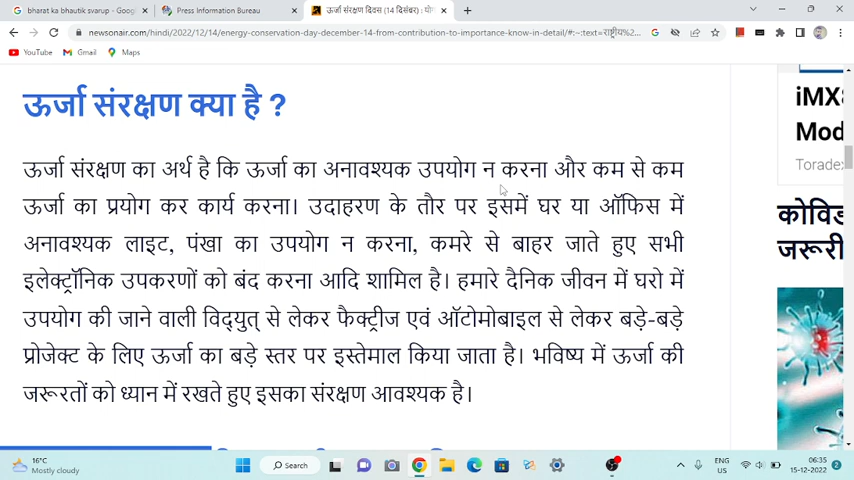 bharat ka bhautik svarup - Goog
Press Information Bureau
ऊर्जा संरक्षण दिवस (14 दिसंबर) : यो
newsonair.com/hindi/2022/12/14/energy-conservation-day-december-14-from-contribution-to-importance-know-in-detail/#:~:text=राष्ट्रीय%2...
YouTube
Gmail
Maps
ऊर्जा संरक्षण क्या है ?
ऊर्जा संरक्षण का अर्थ है कि ऊर्जा का अनावश्यक उपयोग न करना और कम से कम
ऊर्जा का प्रयोग कर कार्य करना। उदाहरण के तौर पर इसमें घर या ऑफिस में
अनावश्यक लाइट, पंखा का उपयोग न करना, कमरे से बाहर जाते हुए सभी
इलेक्ट्रॉनिक उपकरणों को बंद करना आदि शामिल है। हमारे दैनिक जीवन में घरो में
उपयोग की जाने वाली विद्युत् से लेकर फैक्ट्रीज एवं ऑटोमोबाइल से लेकर बड़े-बड़े
प्रोजेक्ट के लिए ऊर्जा का बड़े स्तर पर इस्तेमाल किया जाता है। भविष्य में ऊर्जा की
जरूरतों को ध्यान में रखते हुए इसका संरक्षण आवश्यक है।
iMX8
Mod
Toradex
कोविड
जरूरी
16°C
Mostly cloudy
Search
ENG
US
06:35
15-12-2022
2